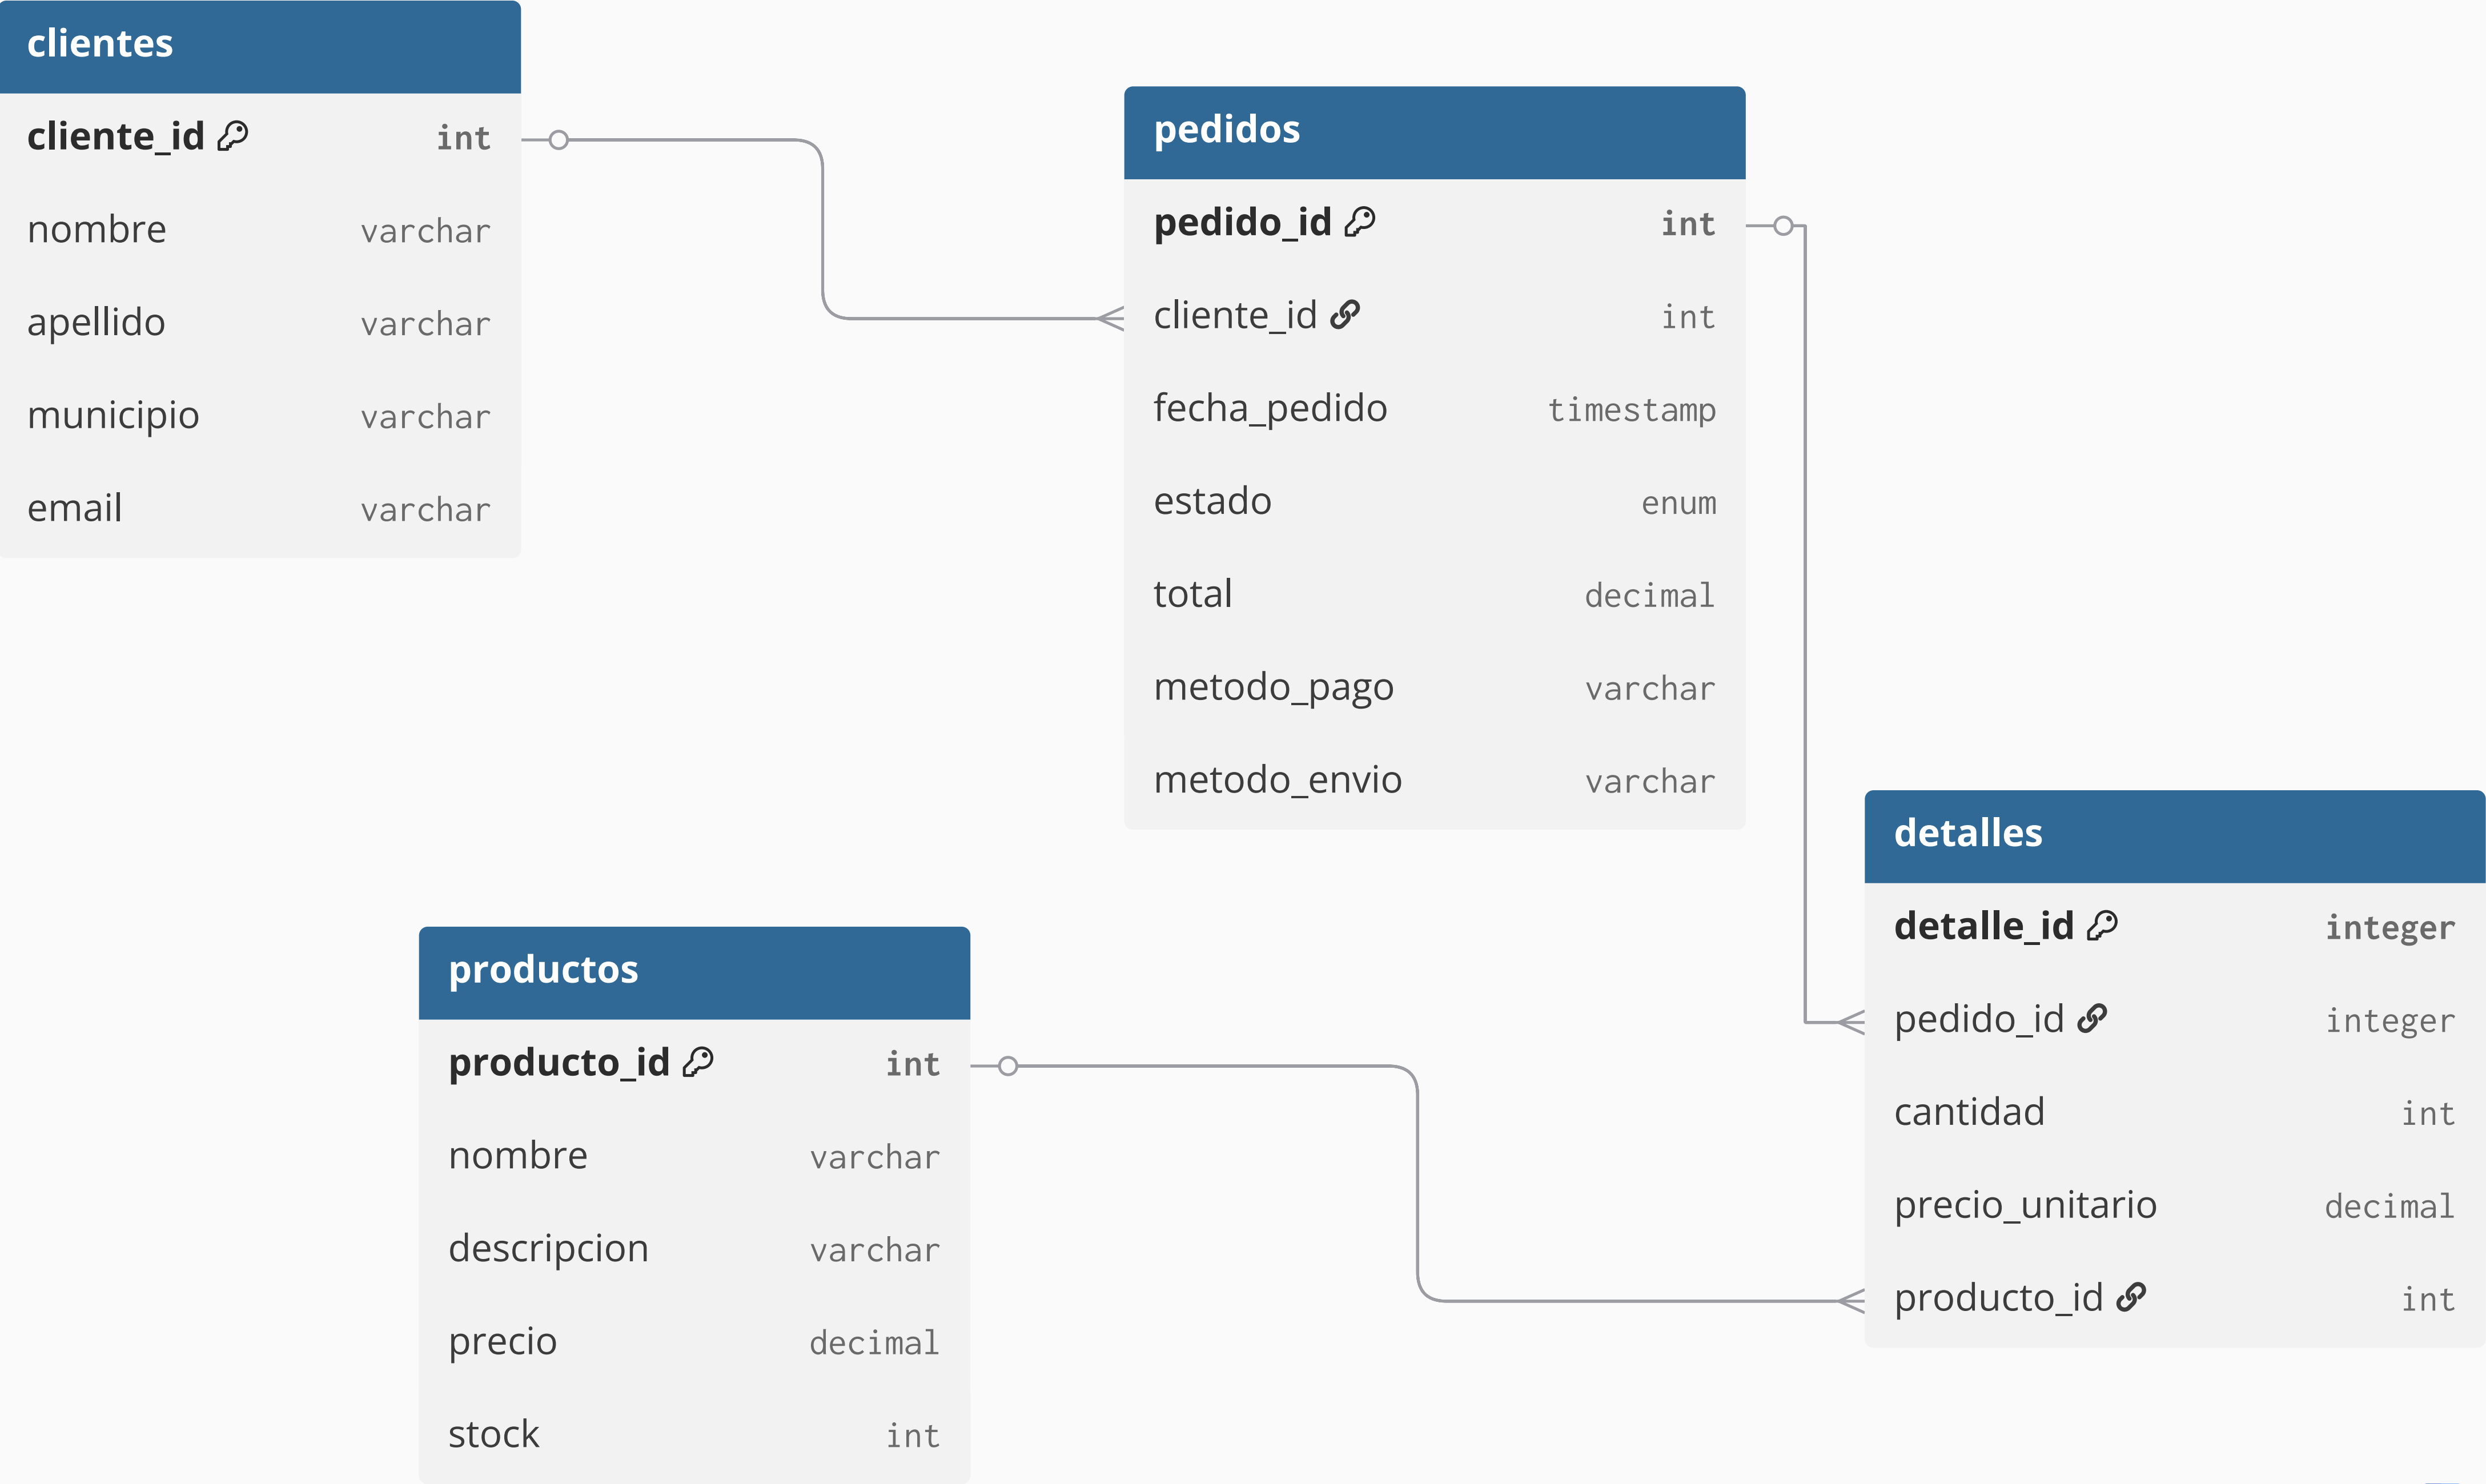 clientes
cliente_id int
nombre varchar
apellido varchar
municipio varchar
email varchar
pedidos
pedido_id int
cliente_id int
fecha_pedido timestamp
estado enum
total decimal
metodo_pago varchar
metodo_envio varchar
detalles
detalle_id integer
pedido_id integer
cantidad int
precio_unitario decimal
producto_id int
productos
producto_id int
nombre varchar
descripcion varchar
precio decimal
stock int